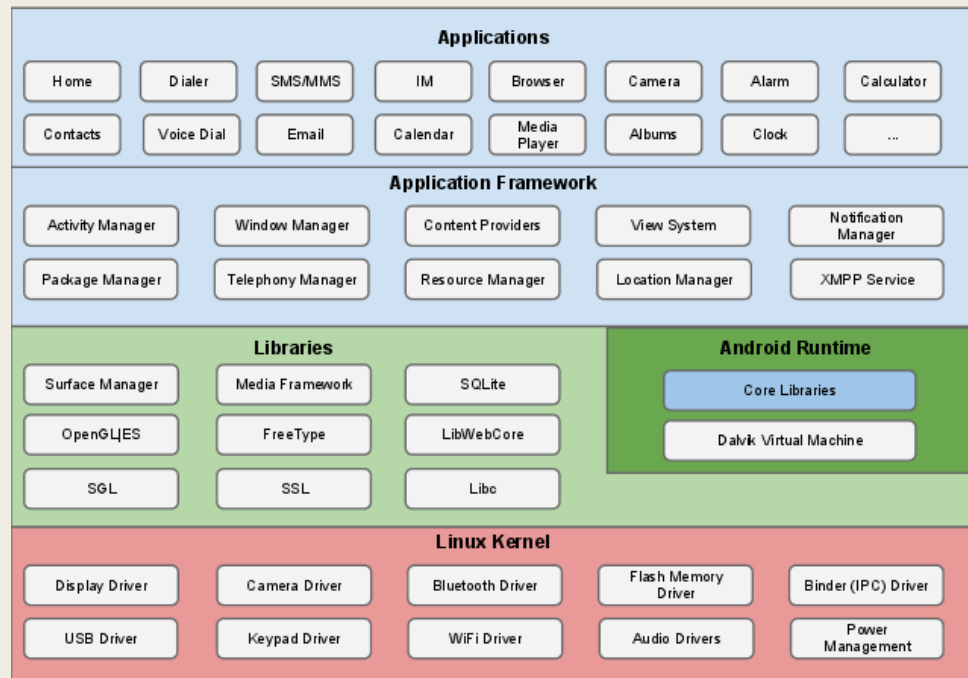 Applications
Home
Dialer
SMS/MMS
IM
Browser
Camera
Alarm
Calculator
Contacts
Voice Dial
Email
Calendar
Media
Player
Albums
Clock
...
Application Framework
Activity Manager
Window Manager
Content Providers
View System
Notification
Manager
Package Manager
Telephony Manager
Resource Manager
Location Manager
XMPP Service
Libraries
Surface Manager
Media Framework
SQLite
OpenGL|ES
FreeType
LibWebCore
SGL
SSL
Libc
Android Runtime
Core Libraries
Dalvik Virtual Machine
Linux Kernel
Display Driver
Camera Driver
Bluetooth Driver
Flash Memory
Driver
Binder (IPC) Driver
USB Driver
Keypad Driver
WiFi Driver
Audio Drivers
Power
Management